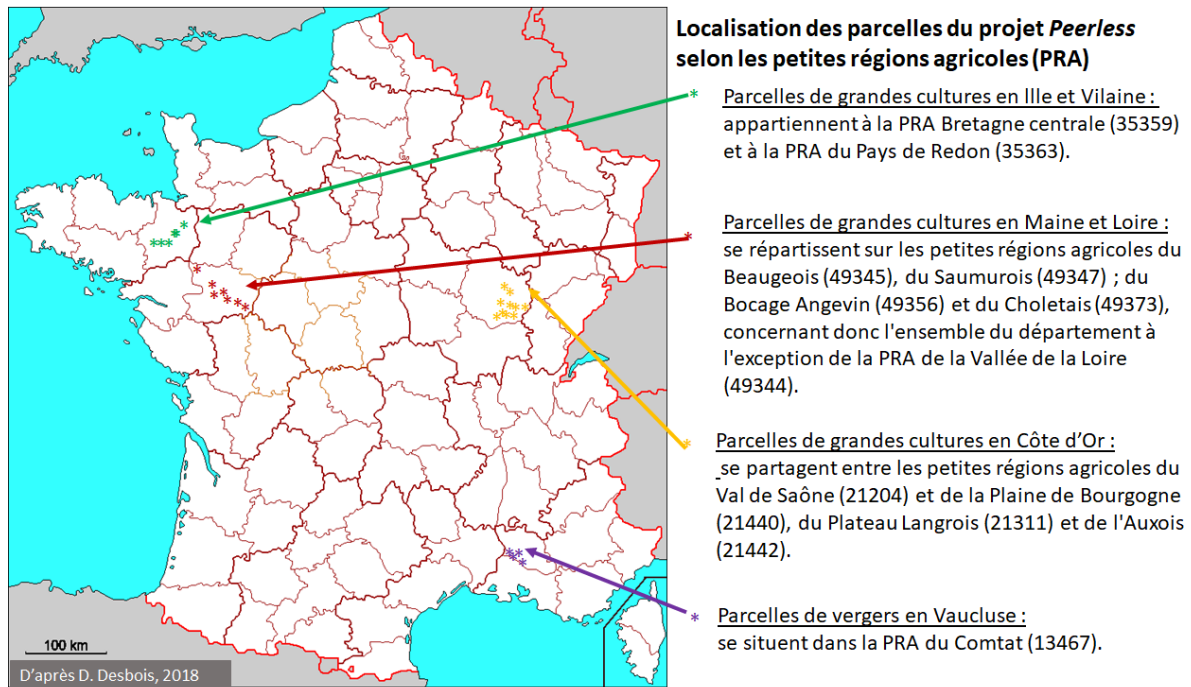 Localisation des parcelles du projet Peerless
selon les petites régions agricoles (PRA)
* Parcelles de grandes cultures en Ille et Vilaine :
appartiennent à la PRA Bretagne centrale (35359)
et à la PRA du Pays de Redon (35363).
* Parcelles de grandes cultures en Maine et Loire :
se répartissent sur les petites régions agricoles du
Beaugeois (49345), du Saumurois (49347) ; du
Bocage Angevin (49356) et du Choletais (49373),
concernant donc l'ensemble du département à
l'exception de la PRA de la Vallée de la Loire
(49344).
* Parcelles de grandes cultures en Côte d’Or :
se partagent entre les petites régions agricoles du
Val de Saône (21204) et de la Plaine de Bourgogne
(21440), du Plateau Langrois (21311) et de l'Auxois
(21442).
* Parcelles de vergers en Vaucluse :
se situent dans la PRA du Comtat (13467).
100 km
D’après D. Desbois, 2018